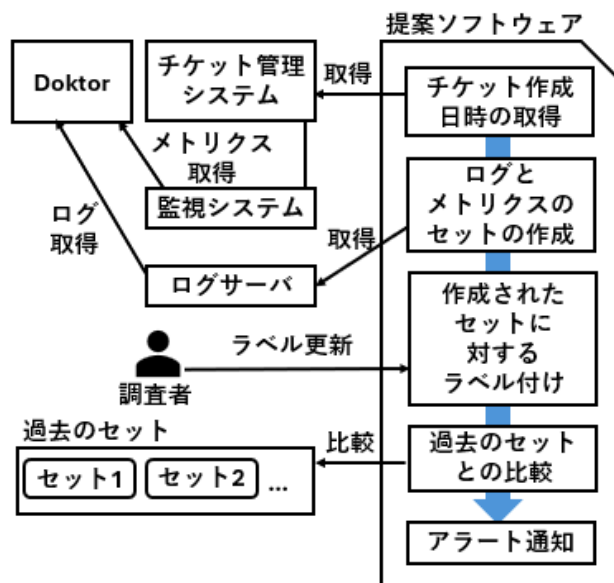 提案ソフトウェア
Doktor
チケット管理
システム
取得
チケット作成
日時の取得
メトリクス
取得
監視システム
ログ
取得
ログと
メトリクスの
セットの作成
取得
ログサーバ
作成された
セットに
対する
ラベル付け
ラベル更新
調査者
過去のセット
セット1
セット2
...
比較
過去のセット
との比較
アラート通知